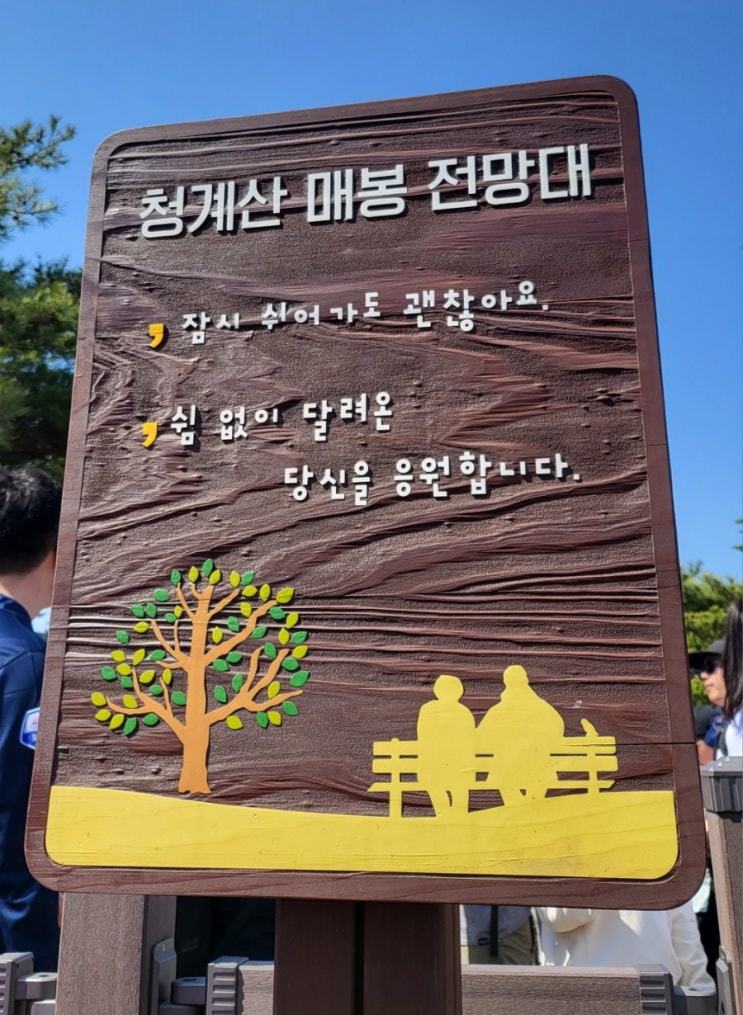 청계산 매봉 전망대
, 잠시 쉬어가도 괜찮아요.
, 쉼 없이 달려온
당신을 응원합니다.